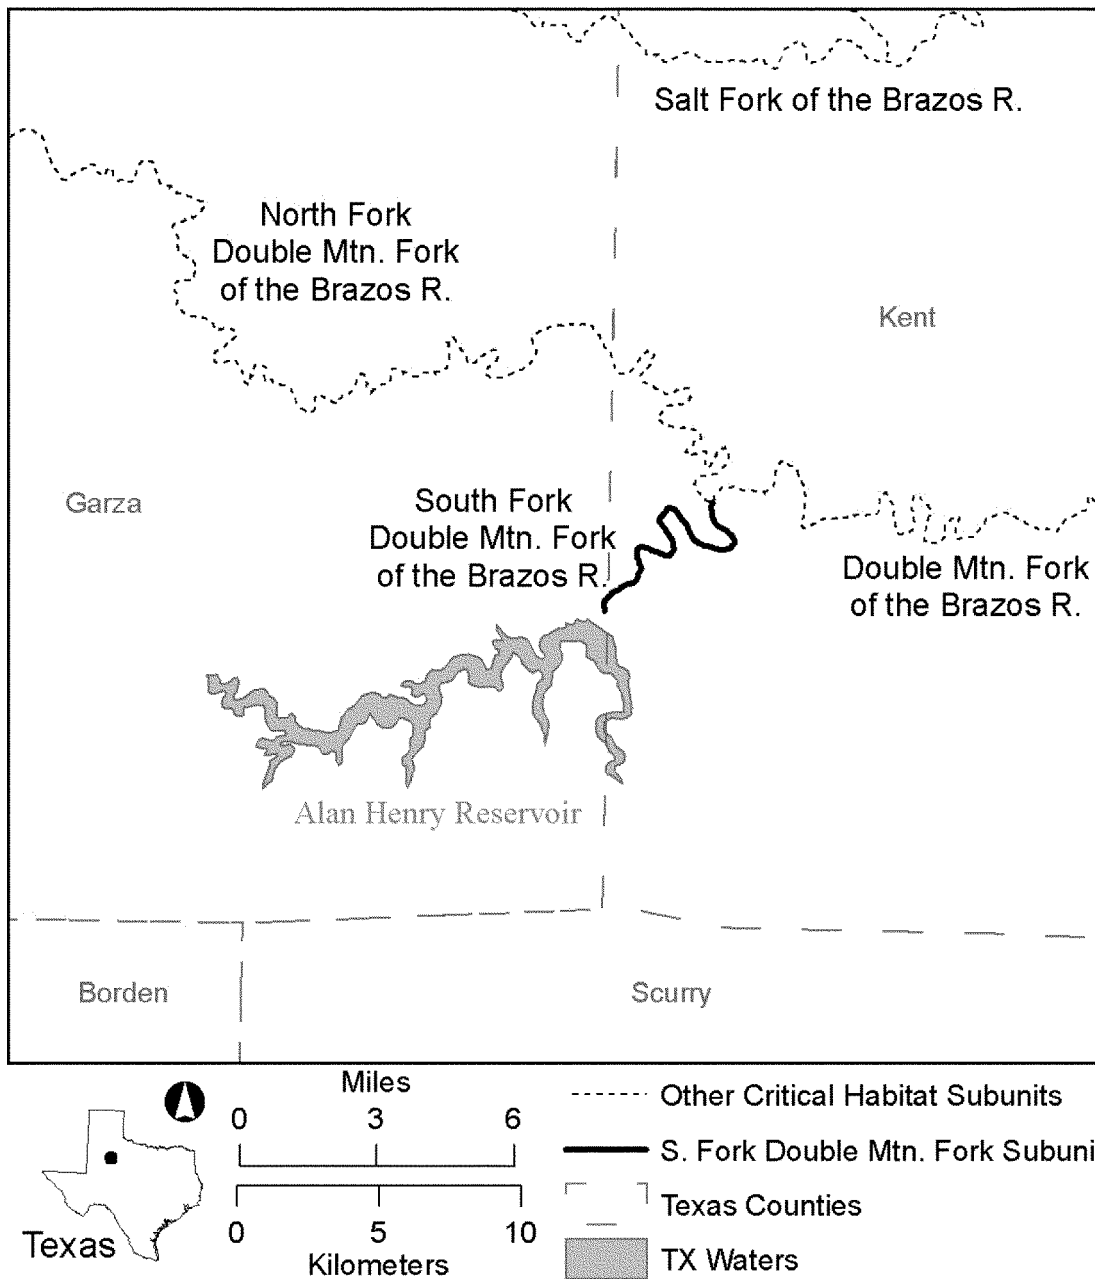 Salt Fork of the Brazos R.
North Fork
Double Mtn. Fork
of the Brazos R.
Kent
Garza
South Fork
Double Mtn. Fork
of the Brazos R.
Double Mtn. Fork
of the Brazos R.
Alan Henry Reservoir
Borden
Scurry
Miles
0 3 6
0 5 10
Kilometers
Texas
Other Critical Habitat Subunits
S. Fork Double Mtn. Fork Subuni
Texas Counties
TX Waters